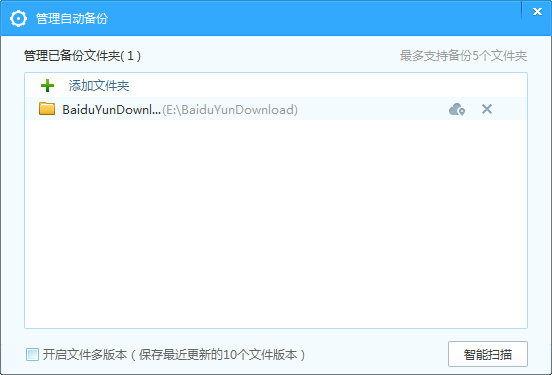 管理自动备份
管理已备份文件夹( 1 )
最多支持备份5个文件夹
添加文件夹
BaiduYunDownl...(E:\BaiduYunDownload)
开启文件多版本（保存最近更新的10个文件版本）
智能扫描